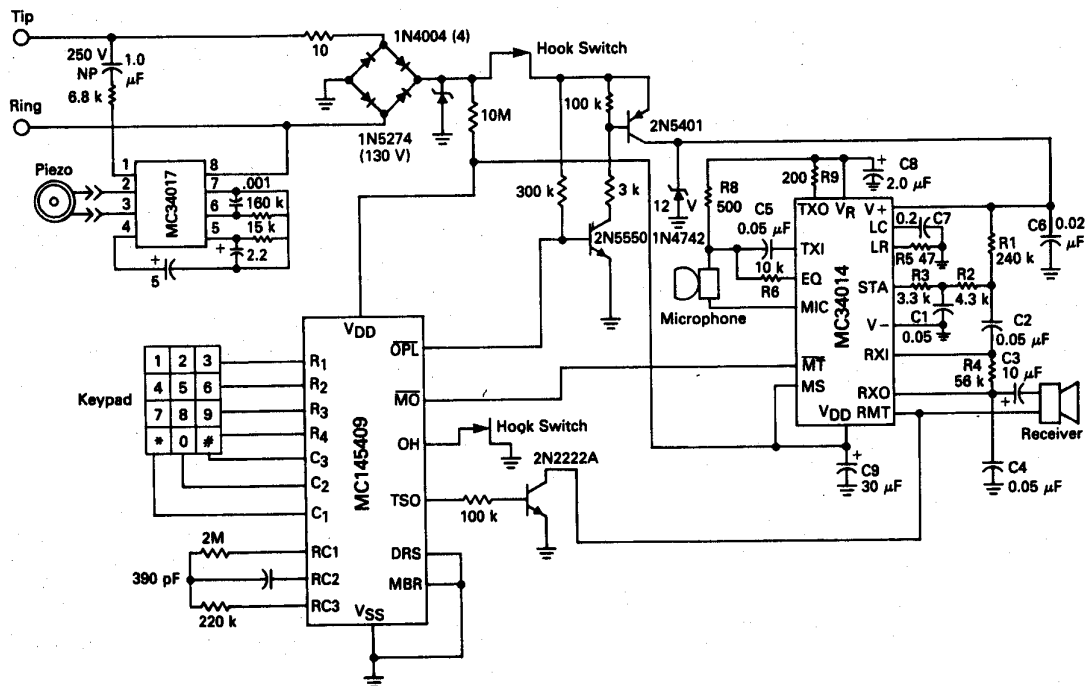 Tip
250 V
NP
1.0
µF
6.8 k
10
1N4004 (4)
Hook Switch
Ring
1N5274
(130 V)
10M
100 k
2N5401
Piezo
1
2
3
4
MC34017
8
7
6
5
.001
160 k
15 k
2.2
+
5
+
300 k
3 k
2N5550
12 V
1N4742
R8
500
200
R9
+
C8
2.0 µF
C5
0.05 µF
10 k
R6
Microphone
TXO
VR
V+
LC
LR
TXI
EQ
MIC
STA
V−
RXI
RXO
MT
MS
VDD
RMT
MC34014
0.2
C7
R5 47
R3
3.3 k
R2
4.3 k
C1
0.05
R1
240 k
C6
0.02
µF
C2
0.05 µF
R4
56 k
C3
10 µF
+
Receiver
C4
0.05 µF
+
C9
30 µF
Keypad
1 2 3
4 5 6
7 8 9
* 0 #
VDD
R1
R2
R3
R4
C3
C2
C1
RC1
RC2
RC3
VSS
MC145409
OPL
MO
OH
TSO
DRS
MBR
Hook Switch
2N2222A
100 k
2M
390 pF
220 k